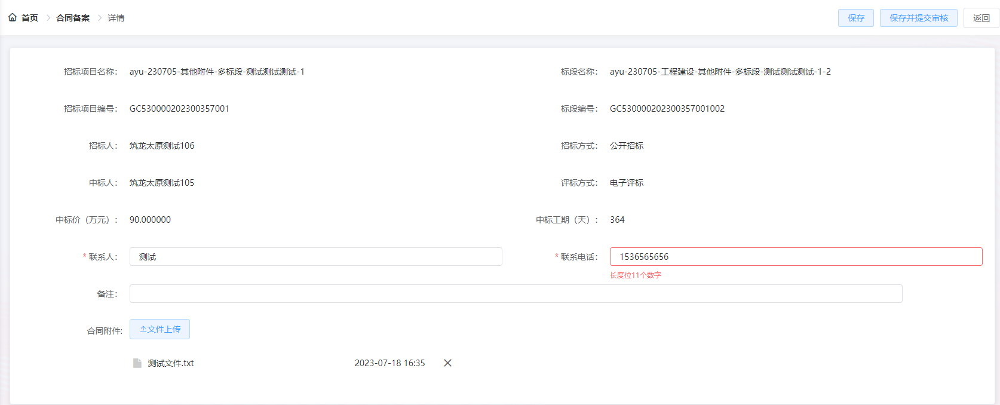 首页 合同备案 详情 保存 保存并提交审核 返回
招标项目名称： ayu-230705-其他附件-多标段-测试测试测试-1 标段名称： ayu-230705-工程建设-其他附件-多标段-测试测试测试-1-2
招标项目编号： GC530000202300357001 标段编号： GC530000202300357001002
招标人： 筑龙太原测试106 招标方式： 公开招标
中标人： 筑龙太原测试105 评标方式： 电子评标
中标价（万元）： 90.000000 中标工期（天）： 364
* 联系人： 测试 * 联系电话： 1536565656
长度位11个数字
备注：
合同附件: 文件上传
测试文件.txt 2023-07-18 16:35